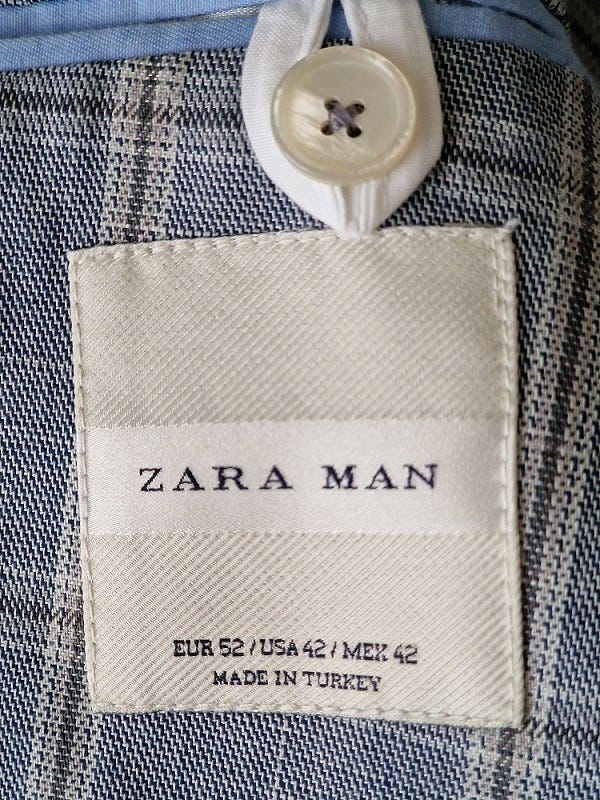 ZARA MAN
EUR 52 / USA 42 / MEX 42
MADE IN TURKEY